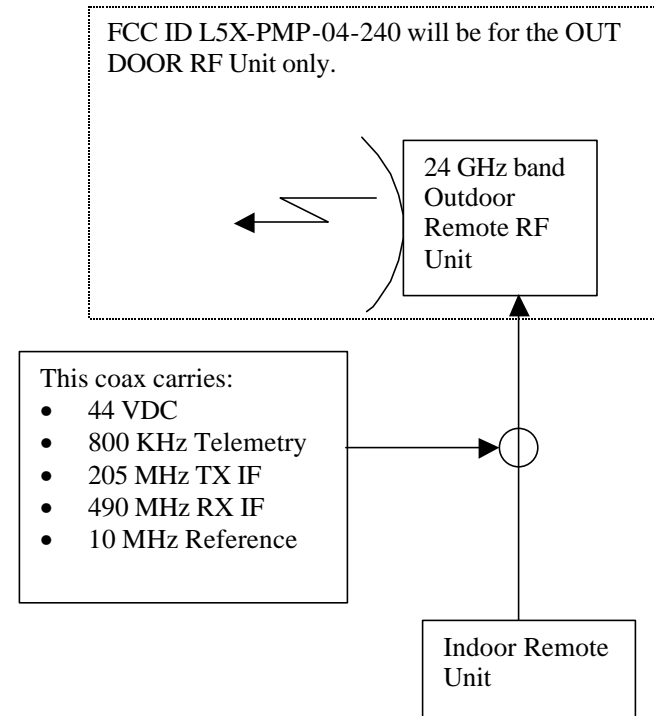 FCC ID L5X-PMP-04-240 will be for the OUT
DOOR RF Unit only.
24 GHz band
Outdoor
Remote RF
Unit
This coax carries:
• 44 VDC
• 800 KHz Telemetry
• 205 MHz TX IF
• 490 MHz RX IF
• 10 MHz Reference
Indoor Remote
Unit